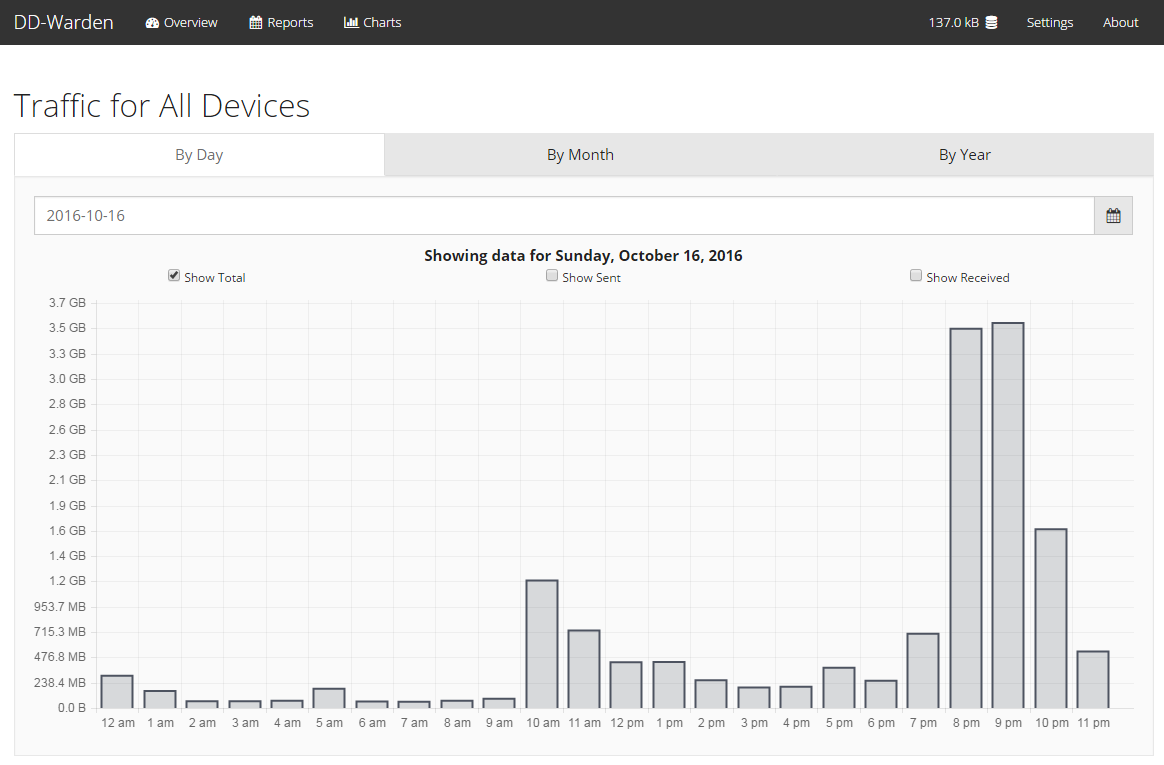 DD-Warden Overview Reports Charts 137.0 kB Settings About
Traffic for All Devices
By Day By Month By Year
2016-10-16
Showing data for Sunday, October 16, 2016
Show Total Show Sent Show Received
3.7 GB
3.5 GB
3.3 GB
3.0 GB
2.8 GB
2.6 GB
2.3 GB
2.1 GB
1.9 GB
1.6 GB
1.4 GB
1.2 GB
953.7 MB
715.3 MB
476.8 MB
238.4 MB
0.0 B
12 am 1 am 2 am 3 am 4 am 5 am 6 am 7 am 8 am 9 am 10 am 11 am 12 pm 1 pm 2 pm 3 pm 4 pm 5 pm 6 pm 7 pm 8 pm 9 pm 10 pm 11 pm